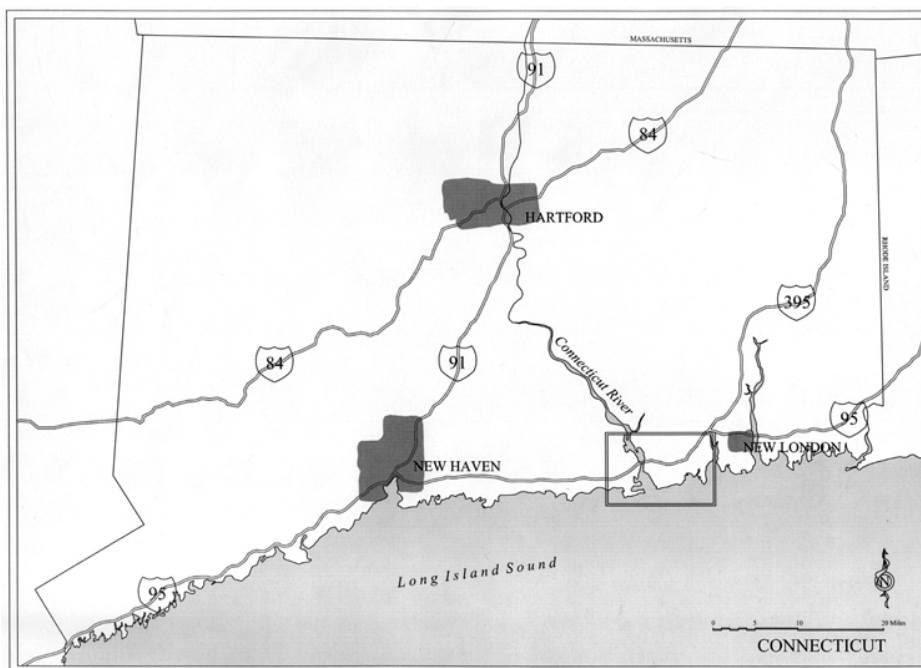 MASSACHUSETTS
91
84
HARTFORD
RHODE ISLAND
395
84
91
Connecticut River
95
NEW LONDON
NEW HAVEN
Long Island Sound
95
N
0 5 10 20 Miles
CONNECTICUT